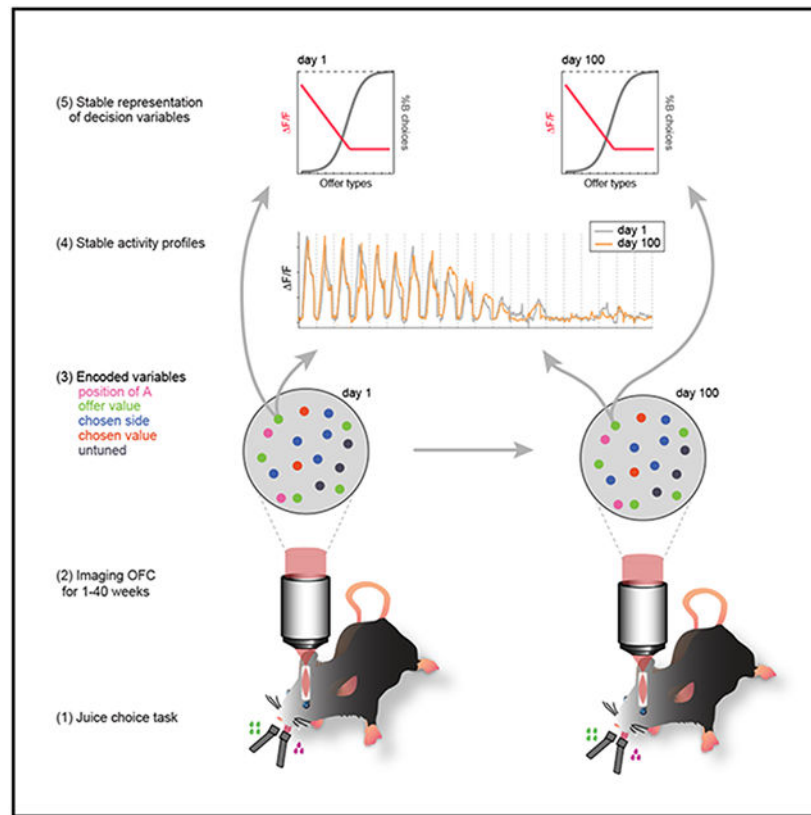 day 1
day 100
(5) Stable representation
of decision variables
ΔF/F
%B choices
Offer types
ΔF/F
%B choices
Offer types
(4) Stable activity profiles
ΔF/F
day 1
day 100
(3) Encoded variables
position of A
offer value
chosen side
chosen value
untuned
day 1
day 100
(2) Imaging OFC
for 1-40 weeks
(1) Juice choice task